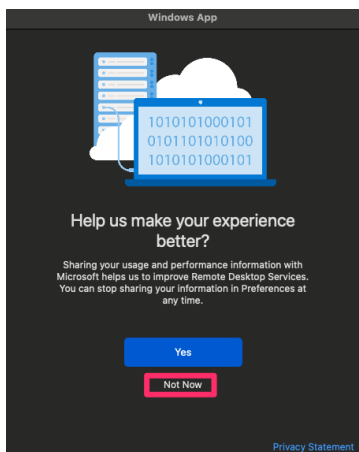 Windows App
1010101000101
0101101010100
1010101000101
Help us make your experience
better?
Sharing your usage and performance information with
Microsoft helps us to improve Remote Desktop Services.
You can stop sharing your information in Preferences at
any time.
Yes
Not Now
Privacy Statement